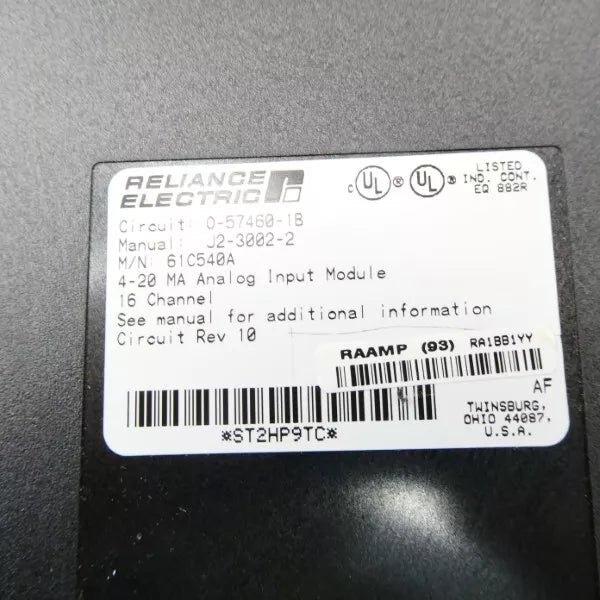 RELIANCE
ELECTRIC
Circuit: O-57460-1B
Manual: J2-3002-2
M/N: 61C540A
4-20 MA Analog Input Module
16 Channel
See manual for additional information
Circuit Rev 10
c UL ® UL ®
LISTED
IND. CONT.
EQ 882R
RAAMP (93) RA1BB1YY
*ST2HP9TC*
AF
TWINSBURG,
OHIO 44087,
U.S.A.